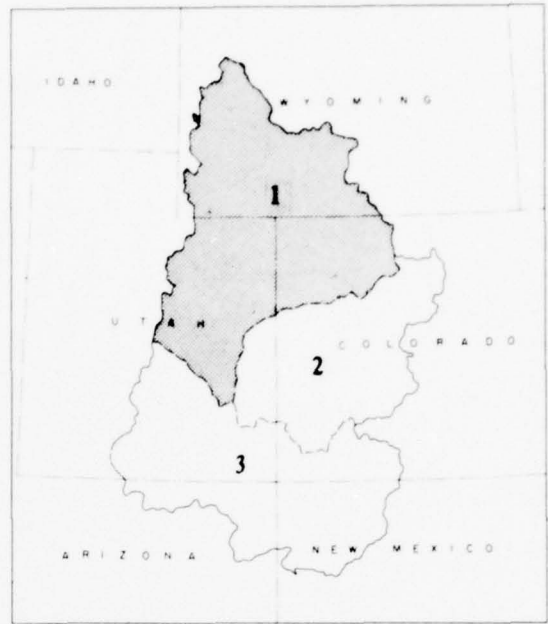 IDAHO
WYOMING
1
UTAH
COLORADO
2
3
ARIZONA
NEW MEXICO